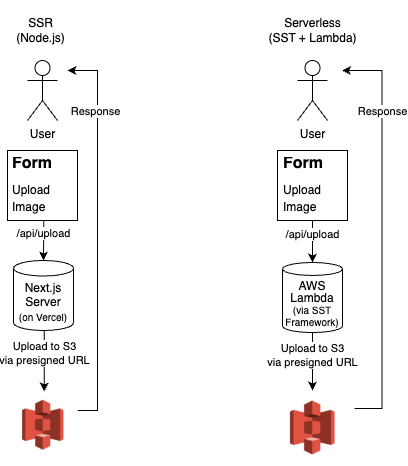 SSR
(Node.js)
Response
User
Form
Upload
Image
/api/upload
Next.js
Server
(on Vercel)
Upload to S3
via presigned URL
Serverless
(SST + Lambda)
Response
User
Form
Upload
Image
/api/upload
AWS
Lambda
(via SST
Framework)
Upload to S3
via presigned URL